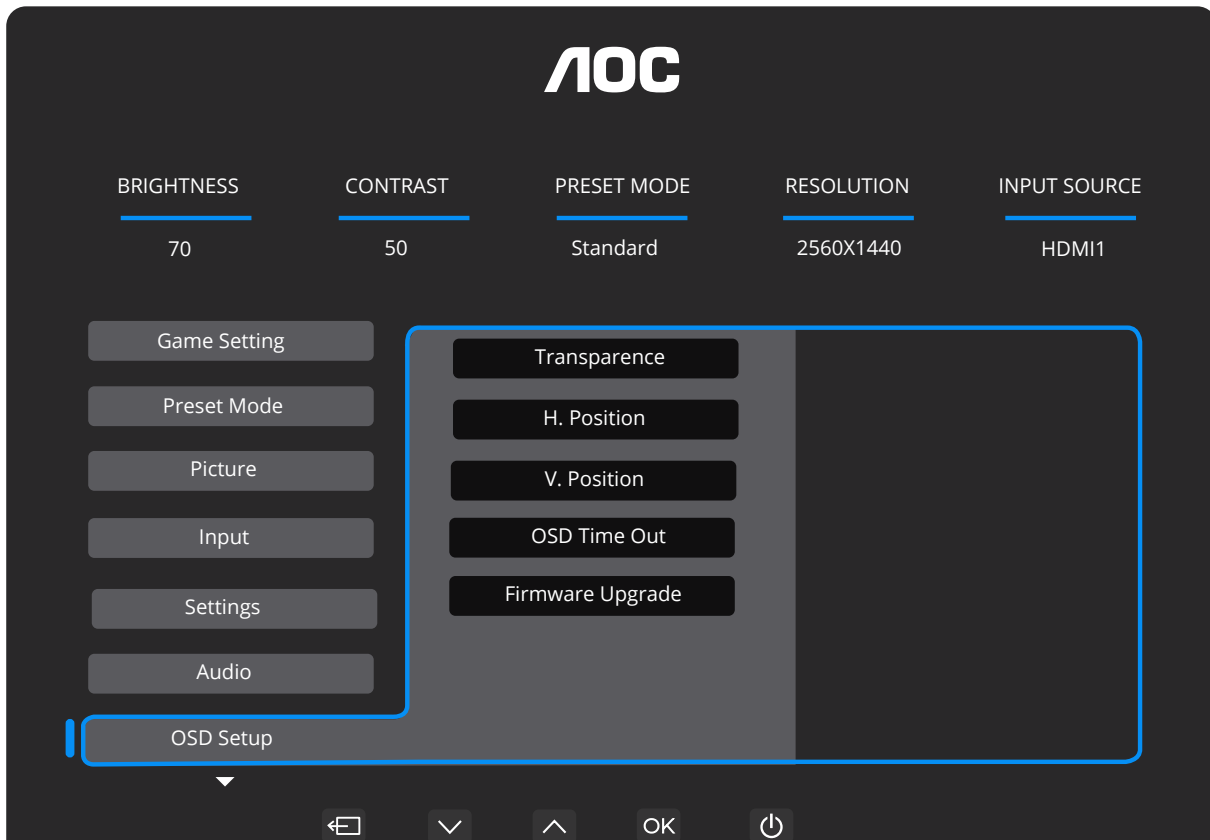 AOC
BRIGHTNESS CONTRAST PRESET MODE RESOLUTION INPUT SOURCE
70 50 Standard 2560X1440 HDMI1
Game Setting
Transparence
Preset Mode
H. Position
Picture
V. Position
Input
OSD Time Out
Settings
Firmware Upgrade
Audio
OSD Setup
OK